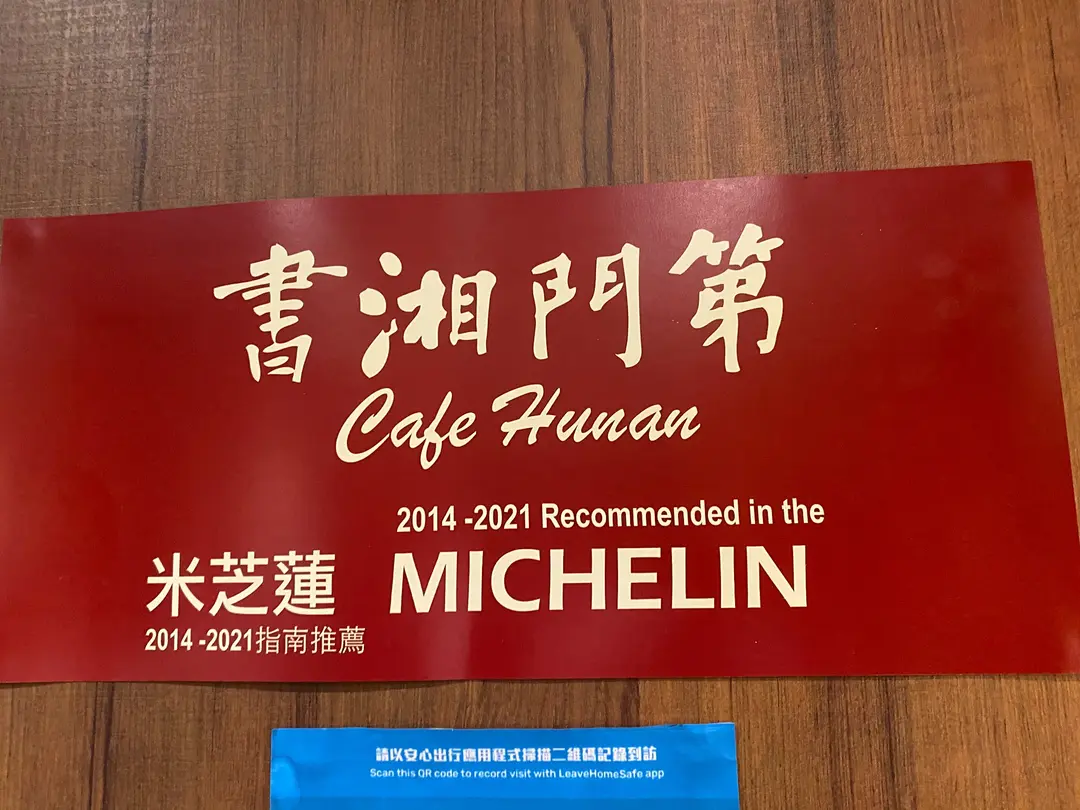 書湘門第
Cafe Hunan
2014 -2021 Recommended in the
米芝蓮 MICHELIN
2014 -2021指南推薦
請以安心出行應用程式掃描二維碼記錄到訪
Scan this QR code to record visit with LeaveHomeSafe app